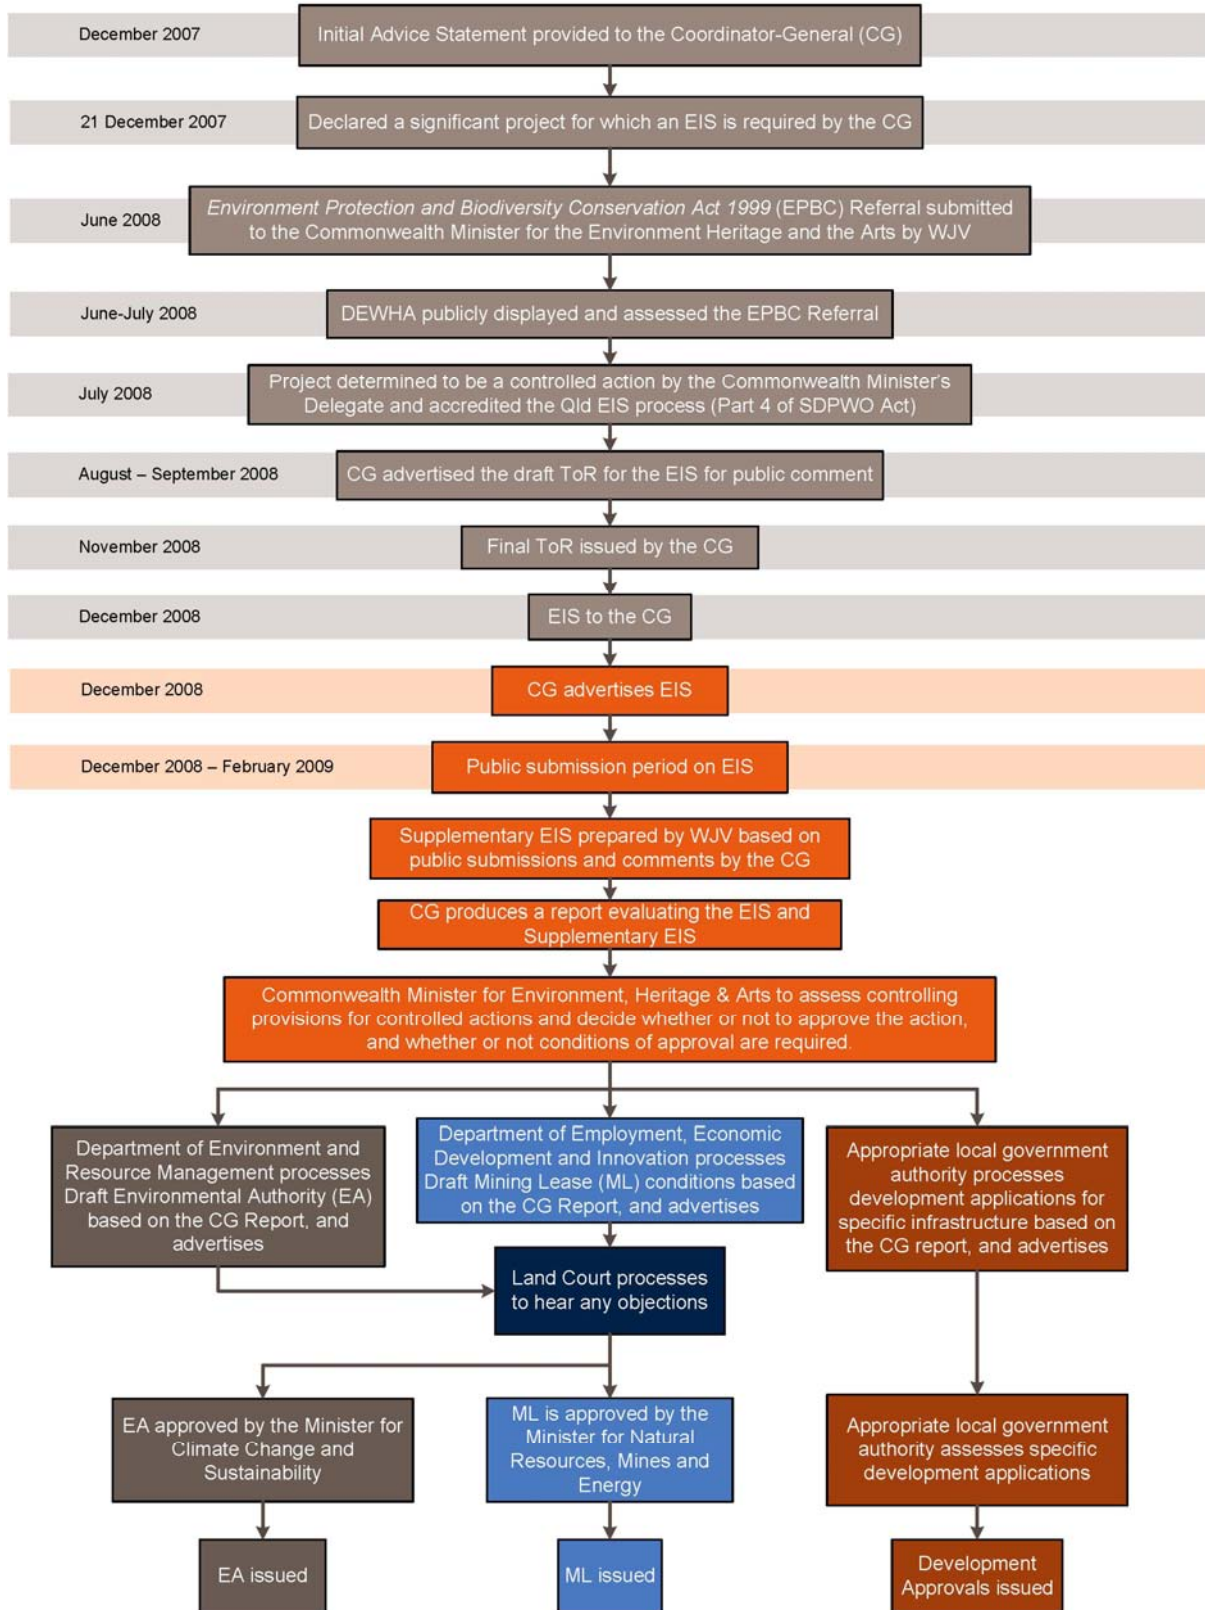 December 2007
Initial Advice Statement provided to the Coordinator-General (CG)
21 December 2007
Declared a significant project for which an EIS is required by the CG
June 2008
Environment Protection and Biodiversity Conservation Act 1999 (EPBC) Referral submitted
to the Commonwealth Minister for the Environment Heritage and the Arts by WJV
June-July 2008
DEWHA publicly displayed and assessed the EPBC Referral
July 2008
Project determined to be a controlled action by the Commonwealth Minister's
Delegate and accredited the Qld EIS process (Part 4 of SDPWO Act)
August – September 2008
CG advertised the draft ToR for the EIS for public comment
November 2008
Final ToR issued by the CG
December 2008
EIS to the CG
December 2008
CG advertises EIS
December 2008 – February 2009
Public submission period on EIS
Supplementary EIS prepared by WJV based on
public submissions and comments by the CG
CG produces a report evaluating the EIS and
Supplementary EIS
Commonwealth Minister for Environment, Heritage & Arts to assess controlling
provisions for controlled actions and decide whether or not to approve the action,
and whether or not conditions of approval are required.
Department of Environment and
Resource Management processes
Draft Environmental Authority (EA)
based on the CG Report, and
advertises
Department of Employment, Economic
Development and Innovation processes
Draft Mining Lease (ML) conditions based
on the CG Report, and advertises
Appropriate local government
authority processes
development applications for
specific infrastructure based on
the CG report, and advertises
Land Court processes
to hear any objections
EA approved by the Minister for
Climate Change and
Sustainability
ML is approved by the
Minister for Natural
Resources, Mines and
Energy
Appropriate local government
authority assesses specific
development applications
EA issued
ML issued
Development
Approvals issued